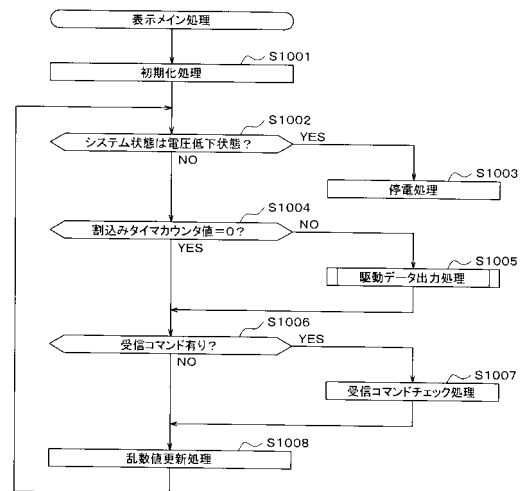 表示メイン処理
S1001
初期化処理
S1002
システム状態は電圧低下状態？
YES
NO
S1003
停電処理
S1004
割込みタイマカウンタ値＝0？
NO
YES
S1005
駆動データ出力処理
S1006
受信コマンド有り？
YES
NO
S1007
受信コマンドチェック処理
S1008
乱数値更新処理